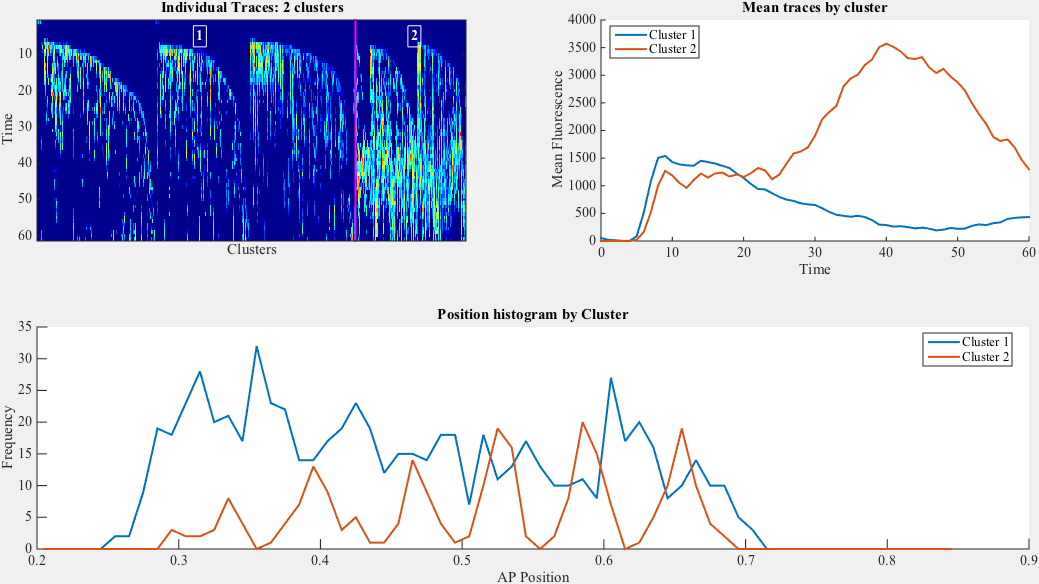 Individual Traces: 2 clusters
1
2
10
20
30
40
50
60
Time
Clusters
Mean traces by cluster
Cluster 1
Cluster 2
4000
3500
3000
2500
2000
1500
1000
500
0
Mean Fluorescence
0 10 20 30 40 50 60
Time
Position histogram by Cluster
Cluster 1
Cluster 2
35
30
25
20
15
10
5
0
Frequency
0.2 0.3 0.4 0.5 0.6 0.7 0.8 0.9
AP Position